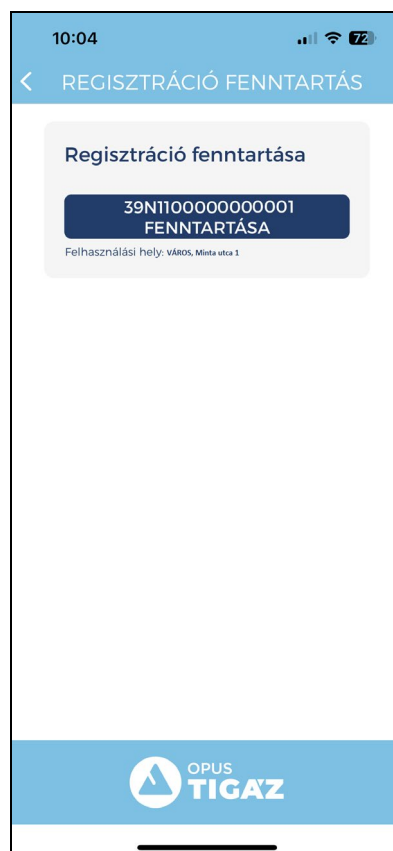 10:04
72
REGISZTRÁCIÓ FENNTARTÁS
Regisztráció fenntartása
39N1100000000001
FENNTARTÁSA
Felhasználási hely: VÁROS, Minta utca 1
OPUS
TIGÁZ